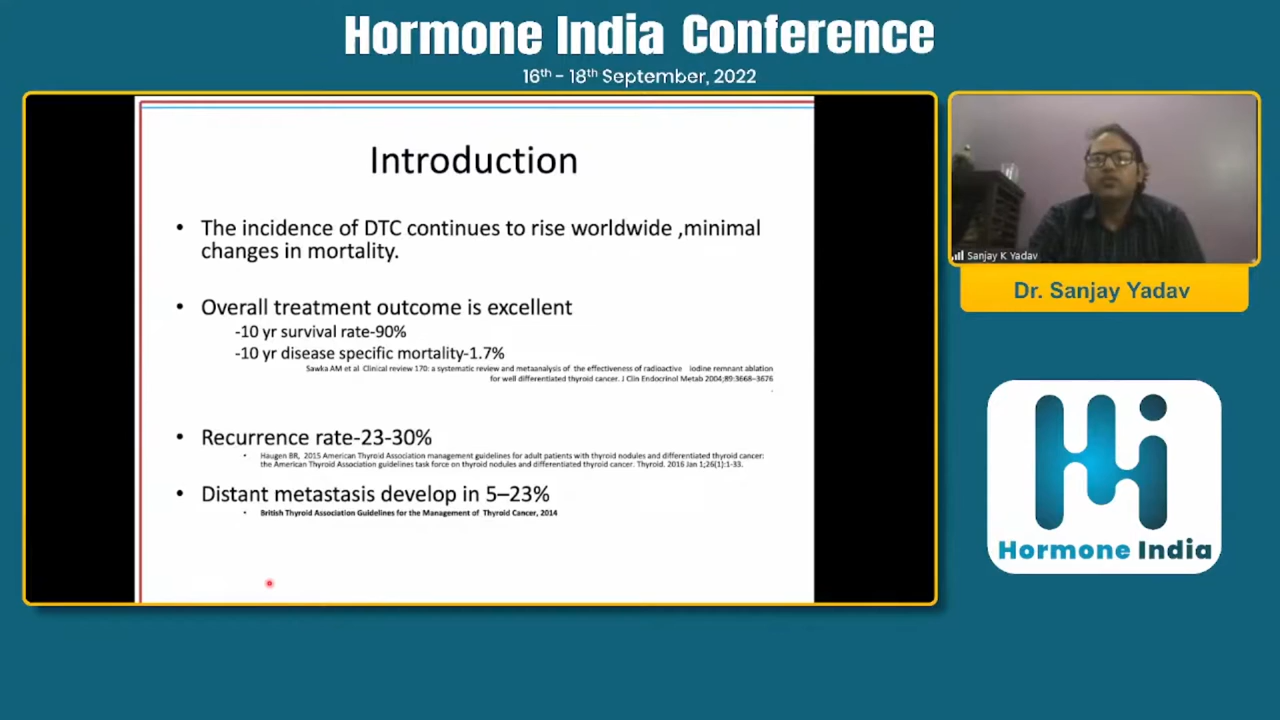 Hormone India Conference
16th - 18th September, 2022
Introduction
• The incidence of DTC continues to rise worldwide ,minimal
changes in mortality.
• Overall treatment outcome is excellent
-10 yr survival rate-90%
-10 yr disease specific mortality-1.7%
Sawka AM et al Clinical review 170: a systematic review and metaanalysis of the effectiveness of radioactive iodine remnant ablation
for well differentiated thyroid cancer. J Clin Endocrinol Metab 2004;89:3668–3676
.
• Recurrence rate-23-30%
• Haugen BR, 2015 American Thyroid Association management guidelines for adult patients with thyroid nodules and differentiated thyroid cancer:
the American Thyroid Association guidelines task force on thyroid nodules and differentiated thyroid cancer. Thyroid. 2016 Jan 1;26(1):1-33.
• Distant metastasis develop in 5–23%
• British Thyroid Association Guidelines for the Management of Thyroid Cancer, 2014
Sanjay K Yadav
Dr. Sanjay Yadav
Hi
Hormone India